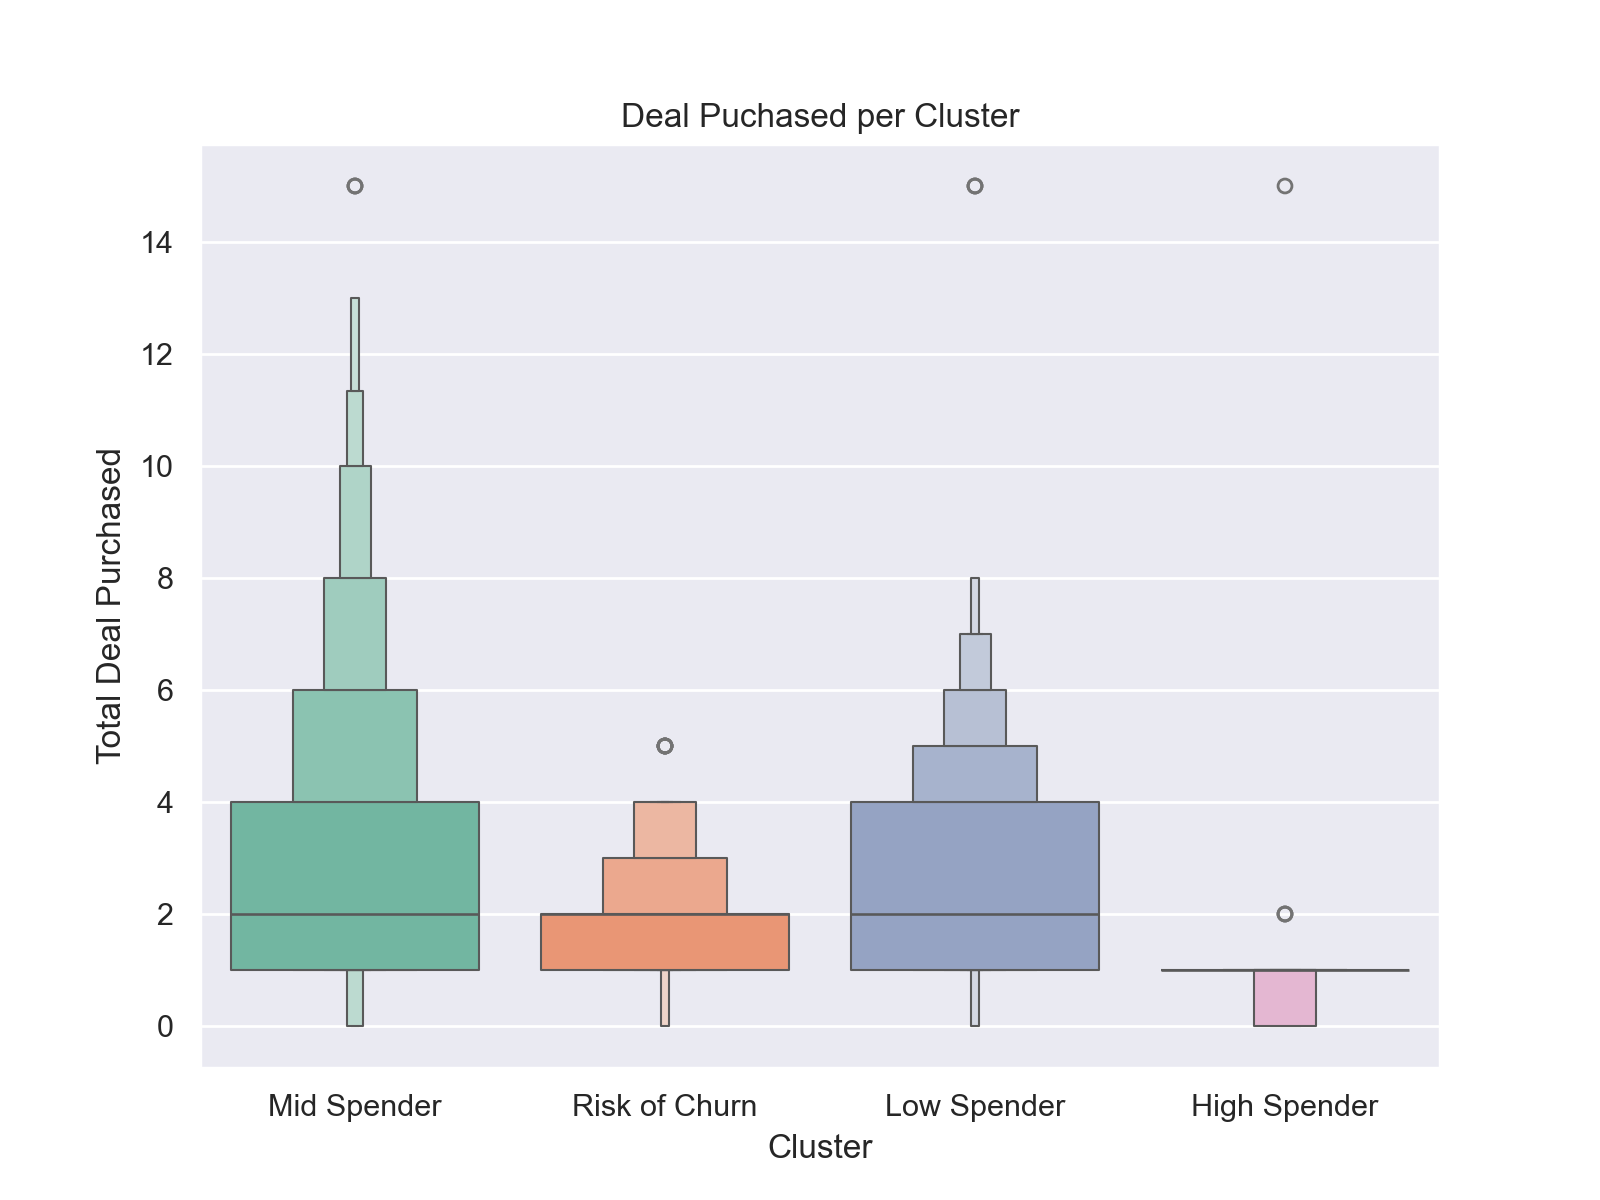 Deal Puchased per Cluster
Total Deal Purchased
14
12
10
8
6
4
2
0
Mid Spender
Risk of Churn
Low Spender
High Spender
Cluster